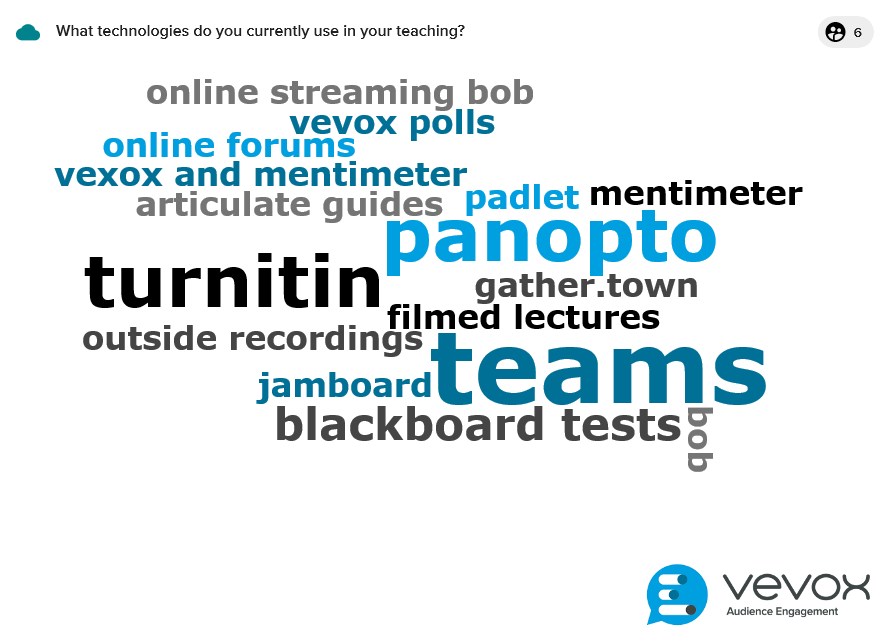 What technologies do you currently use in your teaching?
6
online streaming bob
vevox polls
online forums
vexox and mentimeter
padlet
mentimeter
articulate guides
panopto
turnitin
gather.town
filmed lectures
outside recordings
teams
jamboard
blackboard tests
bob
vevox
Audience Engagement